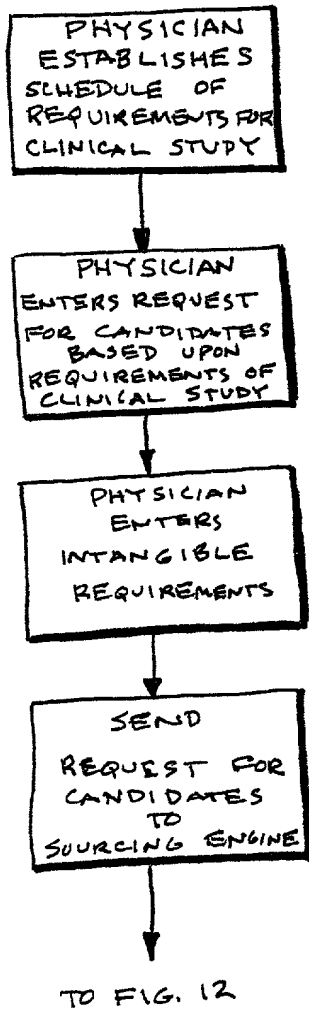 PHYSICIAN
ESTABLISHES
SCHEDULE OF
REQUIREMENTS FOR
CLINICAL STUDY
PHYSICIAN
ENTERS REQUEST
FOR CANDIDATES
BASED UPON
REQUIREMENTS OF
CLINICAL STUDY
PHYSICIAN
ENTERS
INTANGIBLE
REQUIREMENTS
SEND
REQUEST FOR
CANDIDATES
TO
SOURCING ENGINE
TO FIG. 12